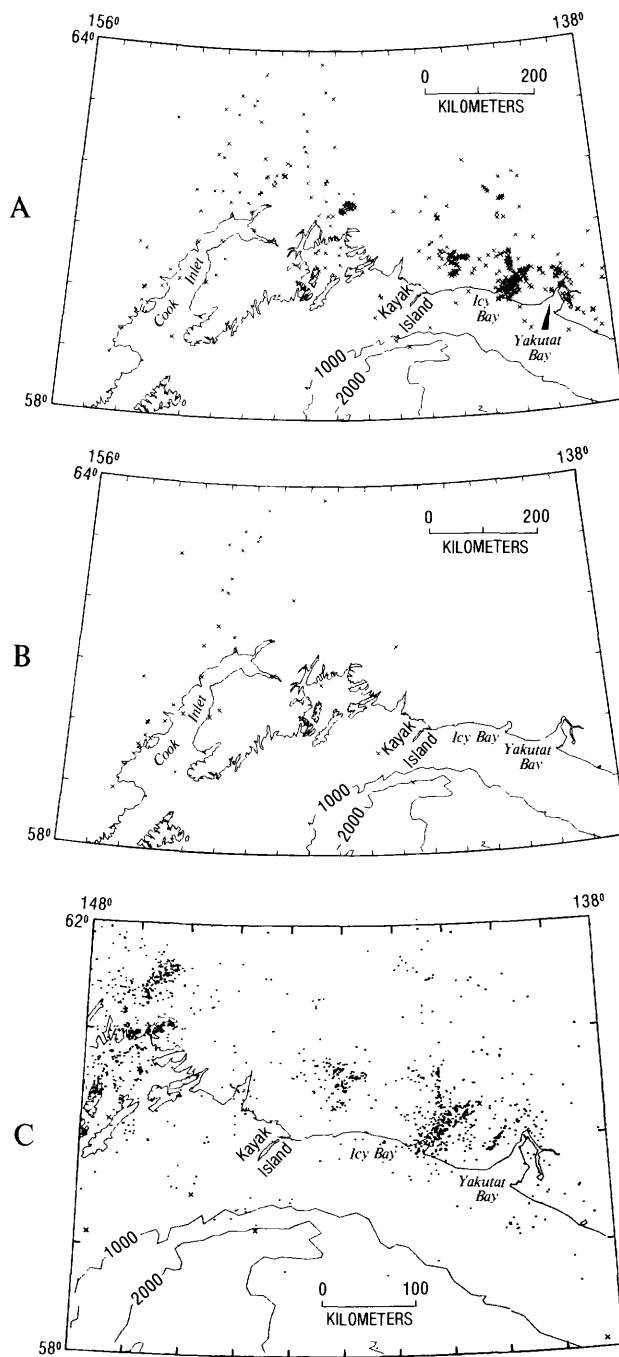 156⁰
138⁰
64⁰
0 200
KILOMETERS
A
Cook
Inlet
Kayak
Island
Icy
Bay
Yakutat
Bay
1000
2000
58⁰
156⁰
138⁰
64⁰
0 200
KILOMETERS
B
Cook
Inlet
Kayak
Island
Icy Bay
Yakutat
Bay
1000
2000
58⁰
148⁰
138⁰
62⁰
C
Kayak
Island
Icy Bay
Yakutat
Bay
1000
2000
0 100
KILOMETERS
58⁰